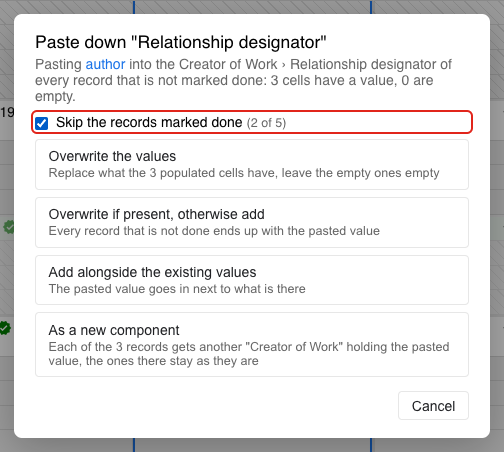 Paste down "Relationship designator"
Pasting author into the Creator of Work › Relationship designator of
every record that is not marked done: 3 cells have a value, 0 are
empty.
19
Skip the records marked done (2 of 5)
Overwrite the values
Replace what the 3 populated cells have, leave the empty ones empty
Overwrite if present, otherwise add
Every record that is not done ends up with the pasted value
Add alongside the existing values
The pasted value goes in next to what is there
As a new component
Each of the 3 records gets another "Creator of Work" holding the pasted
value, the ones there stay as they are
Cancel